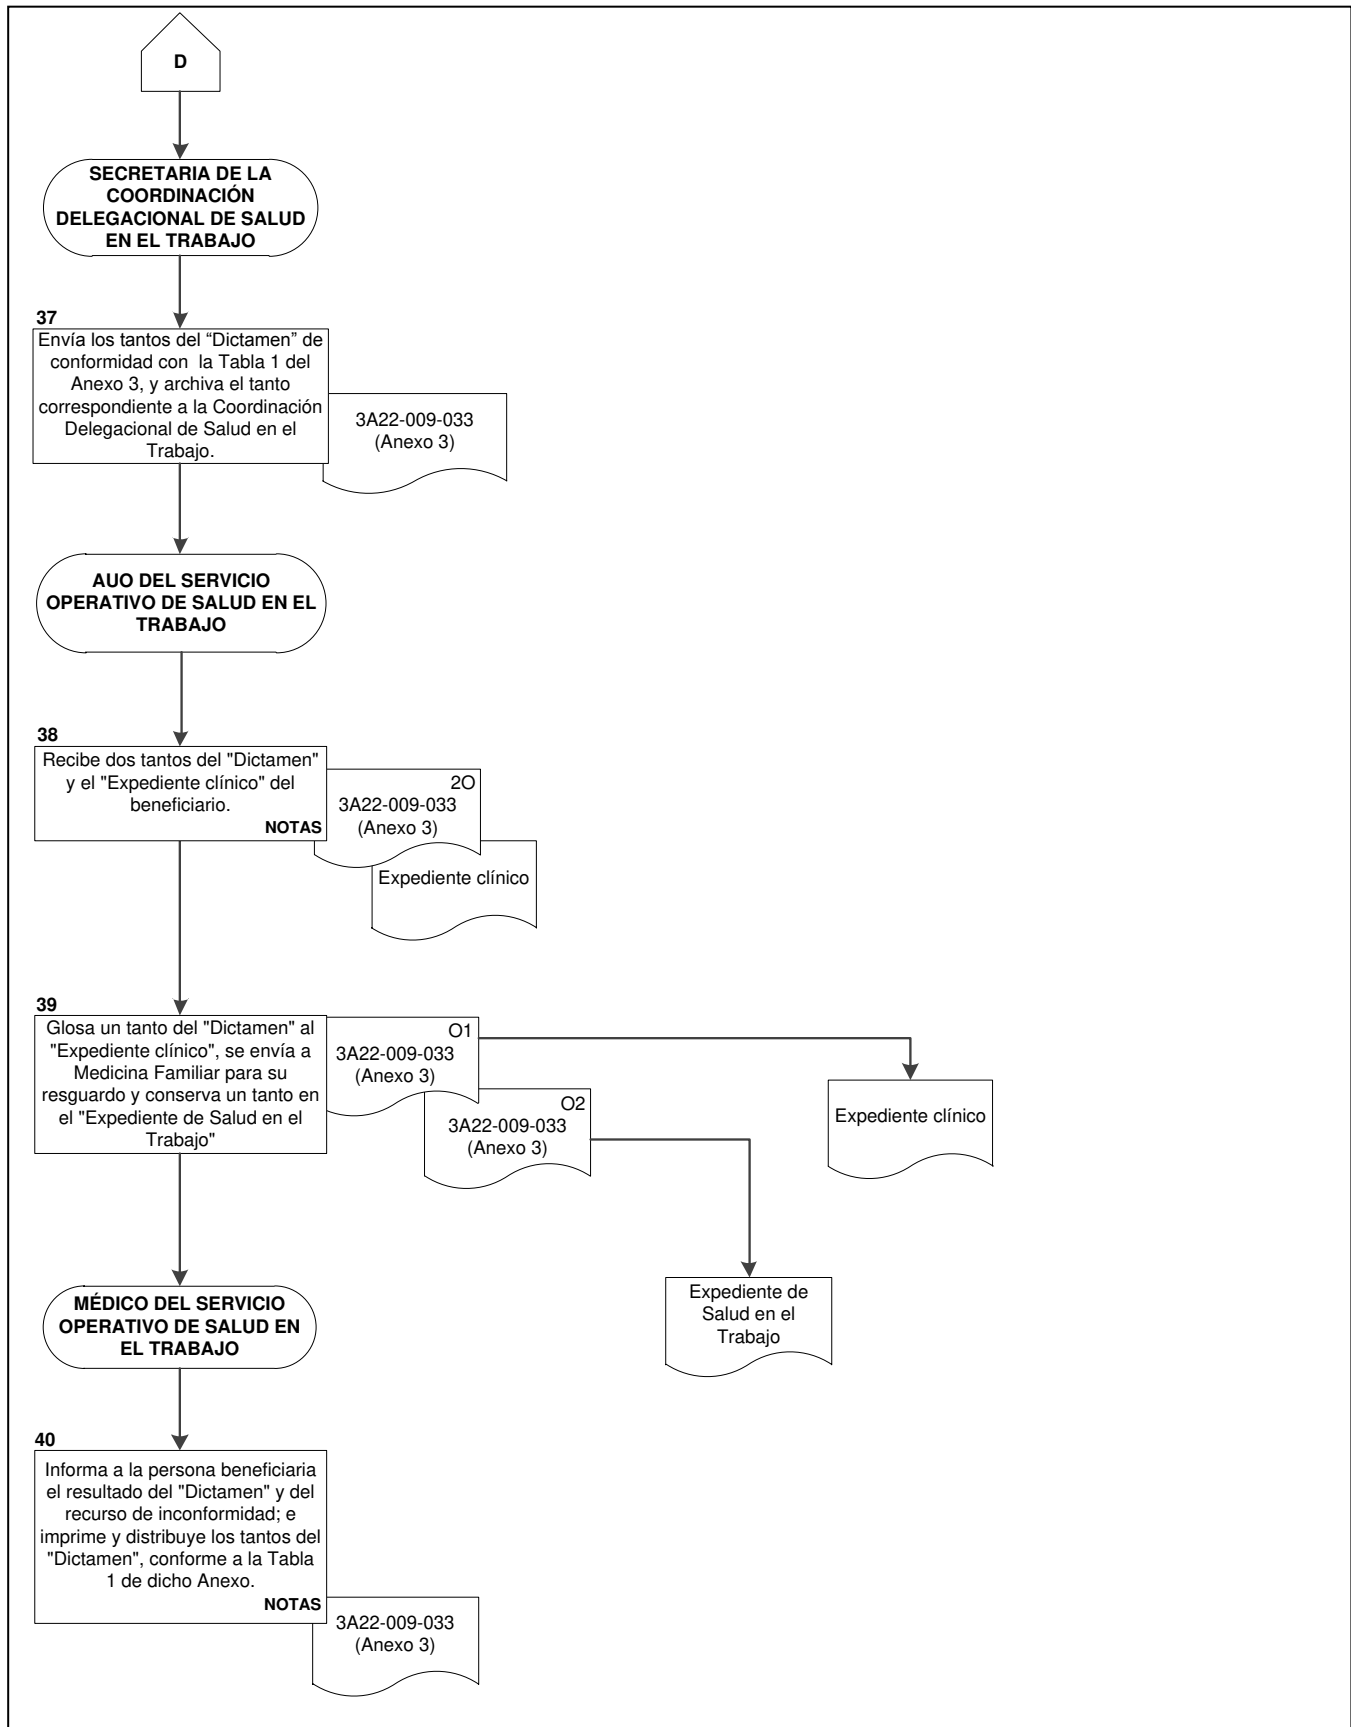 D
SECRETARIA DE LA
COORDINACIÓN
DELEGACIONAL DE SALUD
EN EL TRABAJO
37
Envía los tantos del “Dictamen” de
conformidad con la Tabla 1 del
Anexo 3, y archiva el tanto
correspondiente a la Coordinación
Delegacional de Salud en el
Trabajo.
3A22-009-033
(Anexo 3)
AUO DEL SERVICIO
OPERATIVO DE SALUD EN EL
TRABAJO
38
Recibe dos tantos del "Dictamen"
y el "Expediente clínico" del
beneficiario.
NOTAS
2O
3A22-009-033
(Anexo 3)
Expediente clínico
39
Glosa un tanto del "Dictamen" al
"Expediente clínico", se envía a
Medicina Familiar para su
resguardo y conserva un tanto en
el "Expediente de Salud en el
Trabajo"
O1
3A22-009-033
(Anexo 3)
O2
3A22-009-033
(Anexo 3)
Expediente clínico
Expediente de
Salud en el
Trabajo
MÉDICO DEL SERVICIO
OPERATIVO DE SALUD EN
EL TRABAJO
40
Informa a la persona beneficiaria
el resultado del "Dictamen" y del
recurso de inconformidad; e
imprime y distribuye los tantos del
"Dictamen", conforme a la Tabla
1 de dicho Anexo.
NOTAS
3A22-009-033
(Anexo 3)